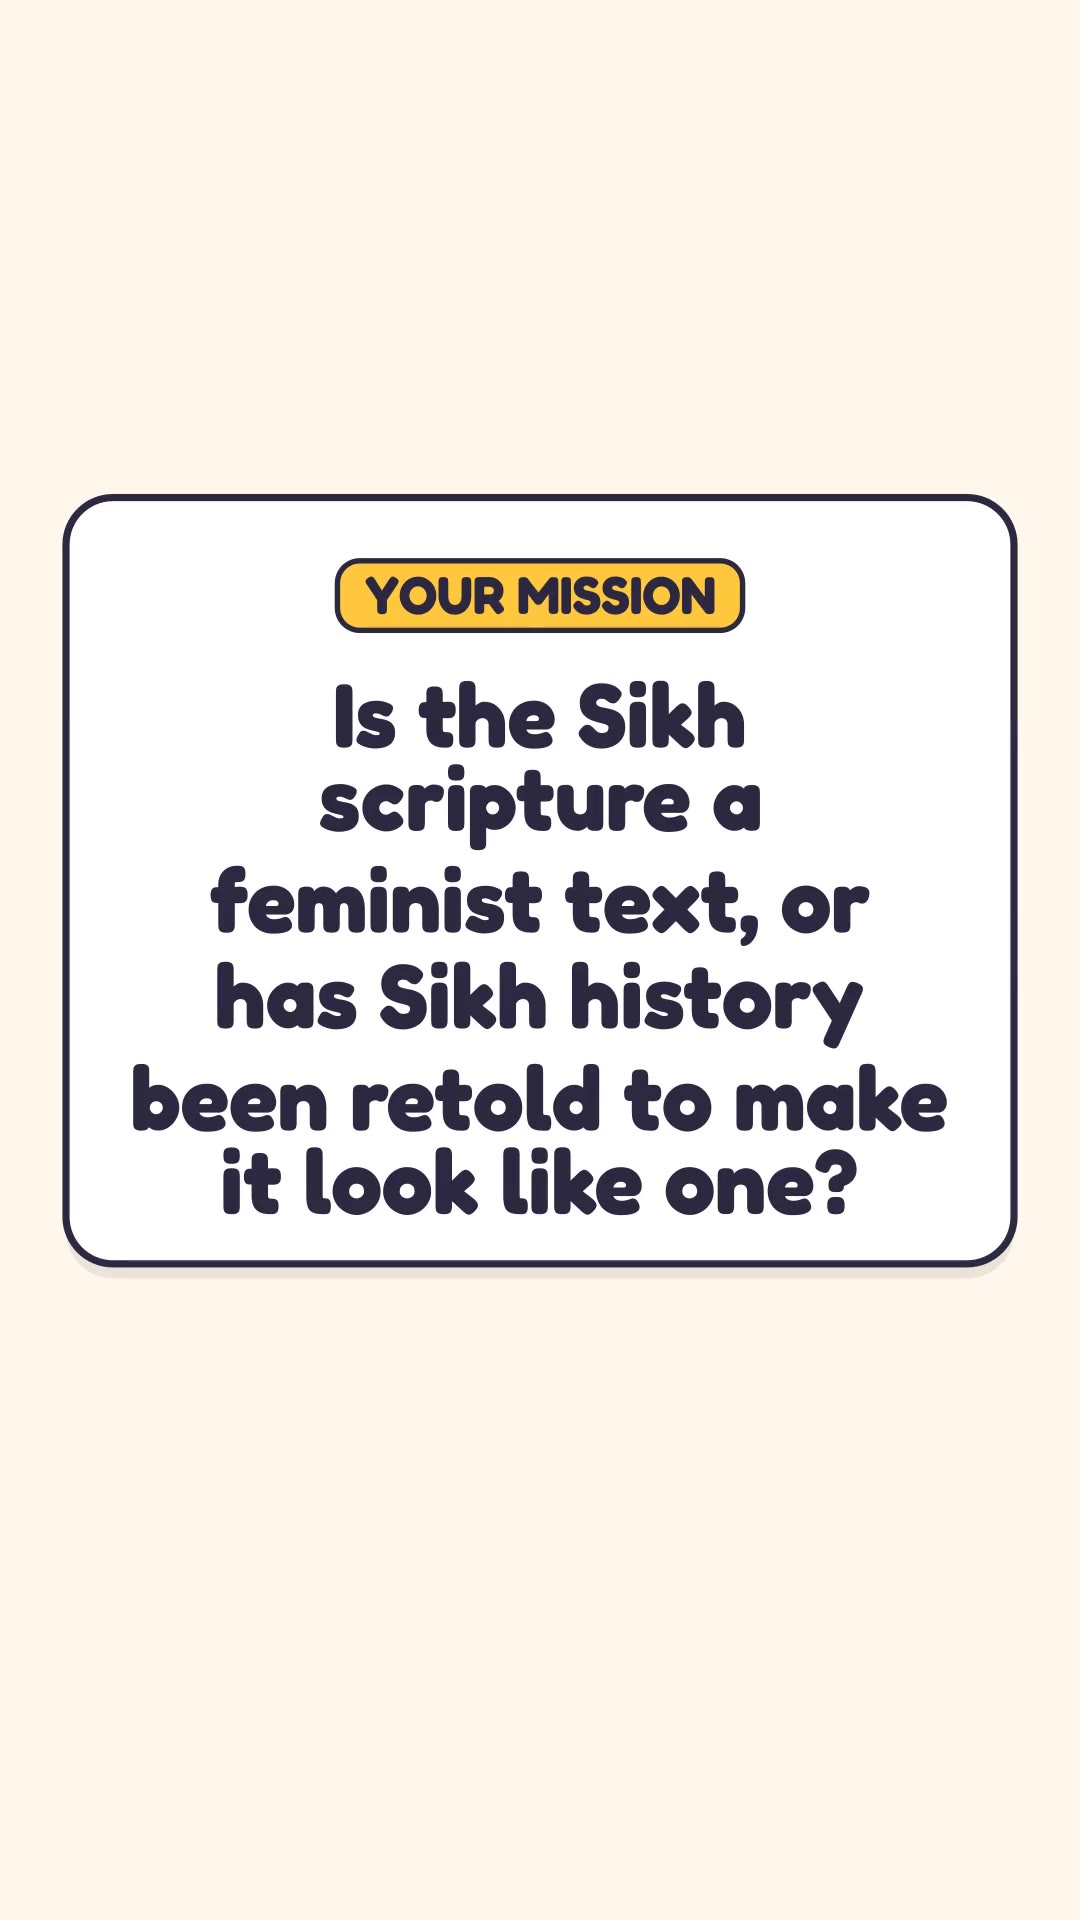 YOUR MISSION
Is the Sikh
scripture a
feminist text, or
has Sikh history
been retold to make
it look like one?